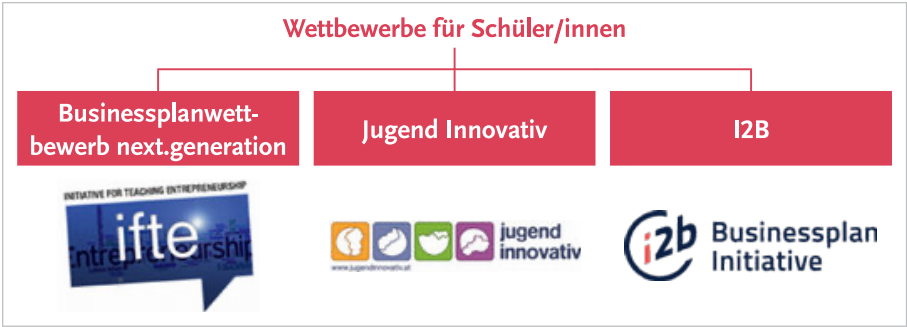 Wettbewerbe für Schüler/innen
Businessplanwett-
bewerb next.generation
Jugend Innovativ
I2B
INITIATIVE FOR TEACHING ENTREPRENEURSHIP
ifte
Entrepreneurship
jugend
innovativ
www.jugendinnovativ.at
i2b Businessplan
Initiative